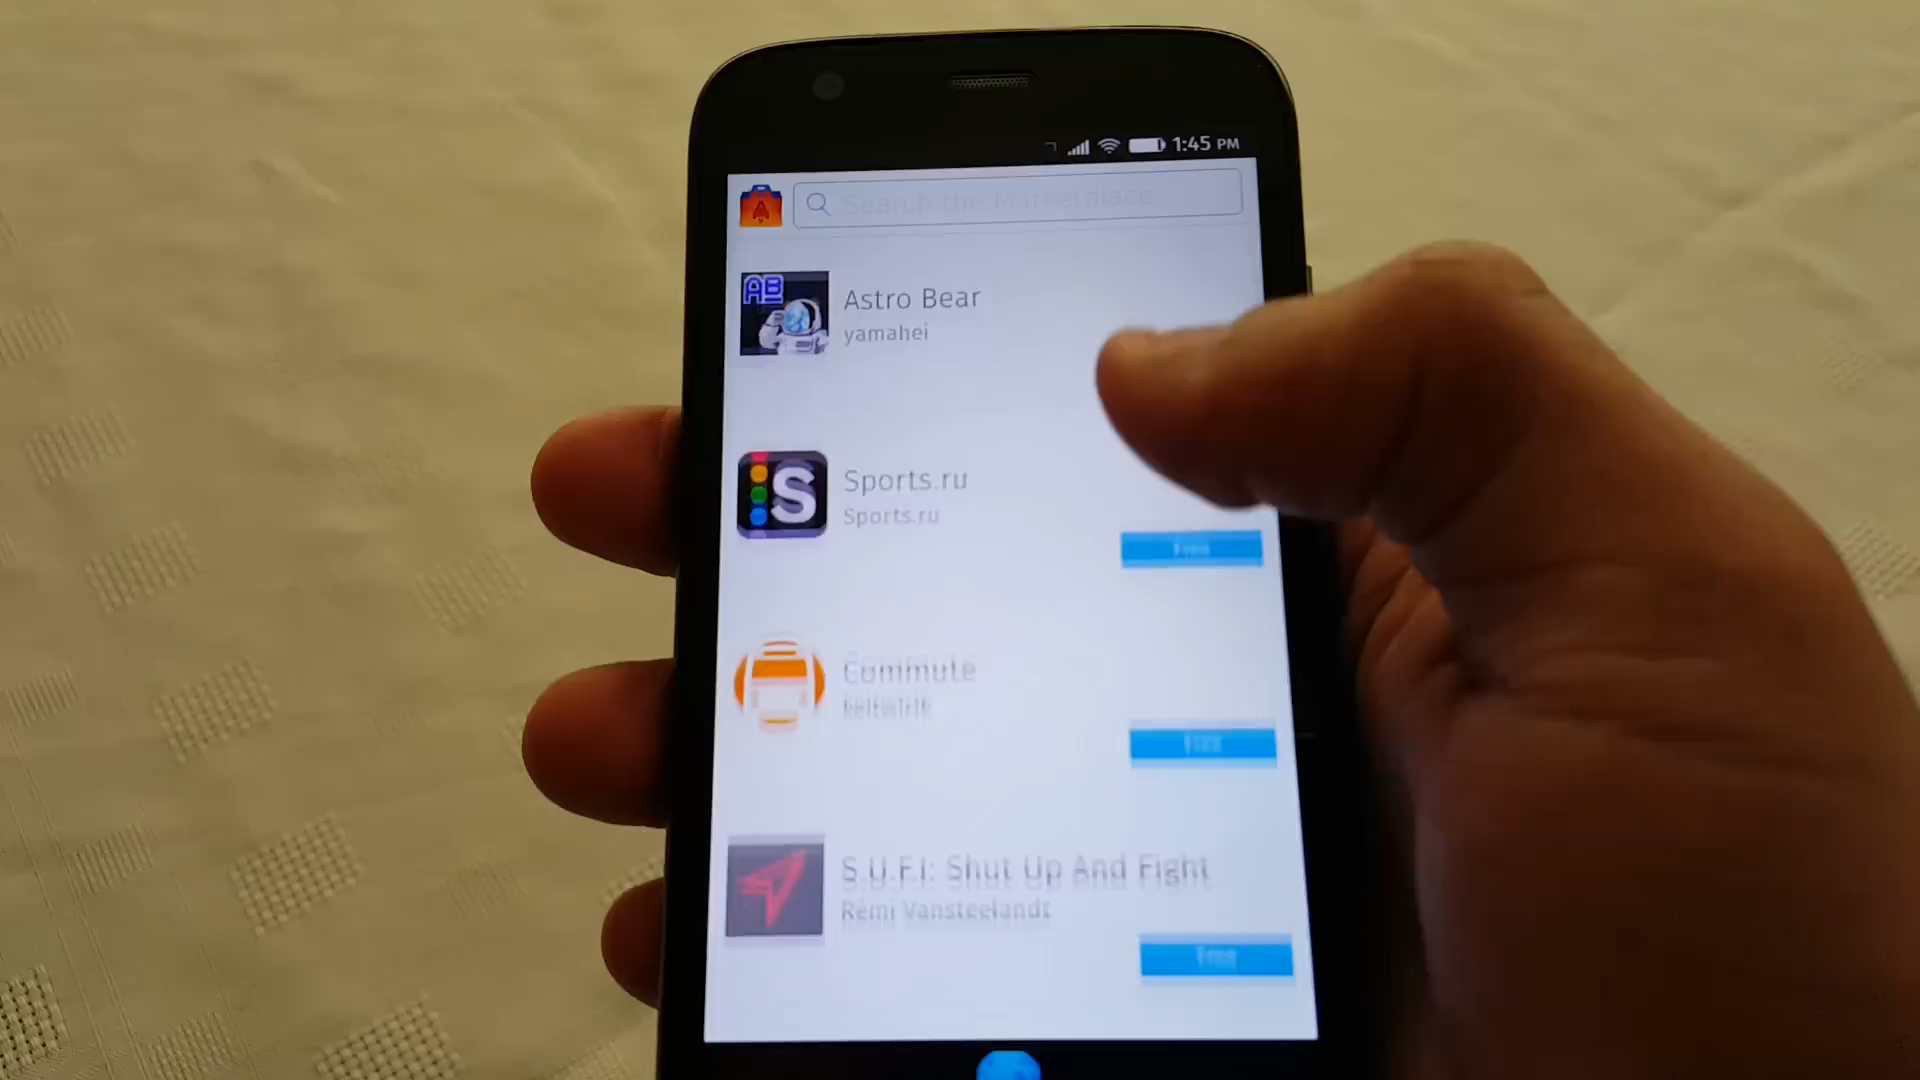 1:45 PM
Search the Marketplace
AB
Astro Bear
yamahei
S
Sports.ru
Sports.ru
Free
Commute
Free
S.U.F.I: Shut Up And Fight
Rémi Vansteelandt
Free